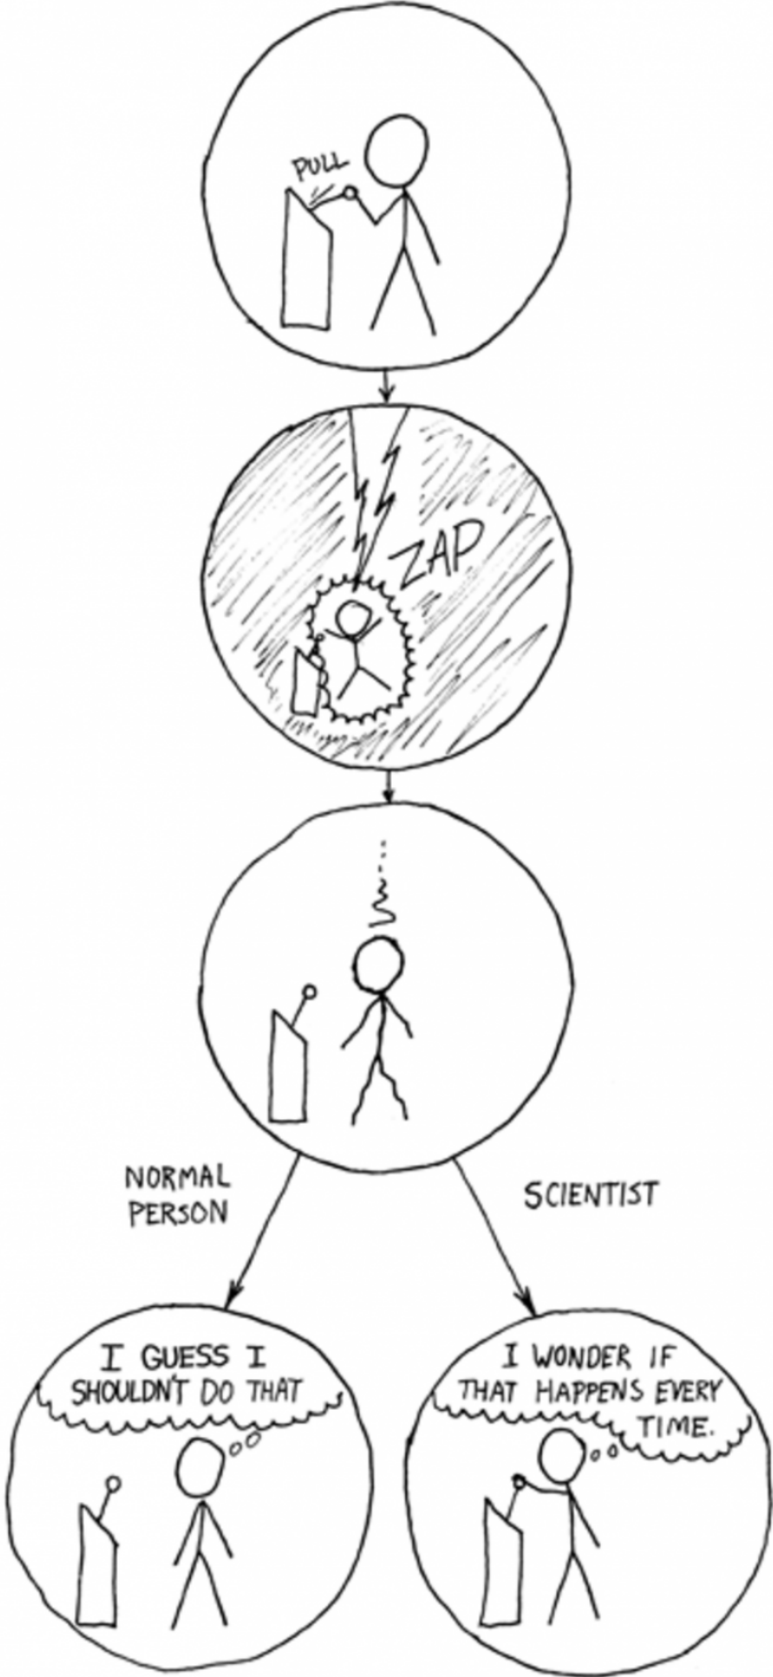 PULL
ZAP
NORMAL
PERSON
SCIENTIST
I GUESS I
SHOULDN'T DO THAT
I WONDER IF
THAT HAPPENS EVERY
TIME.